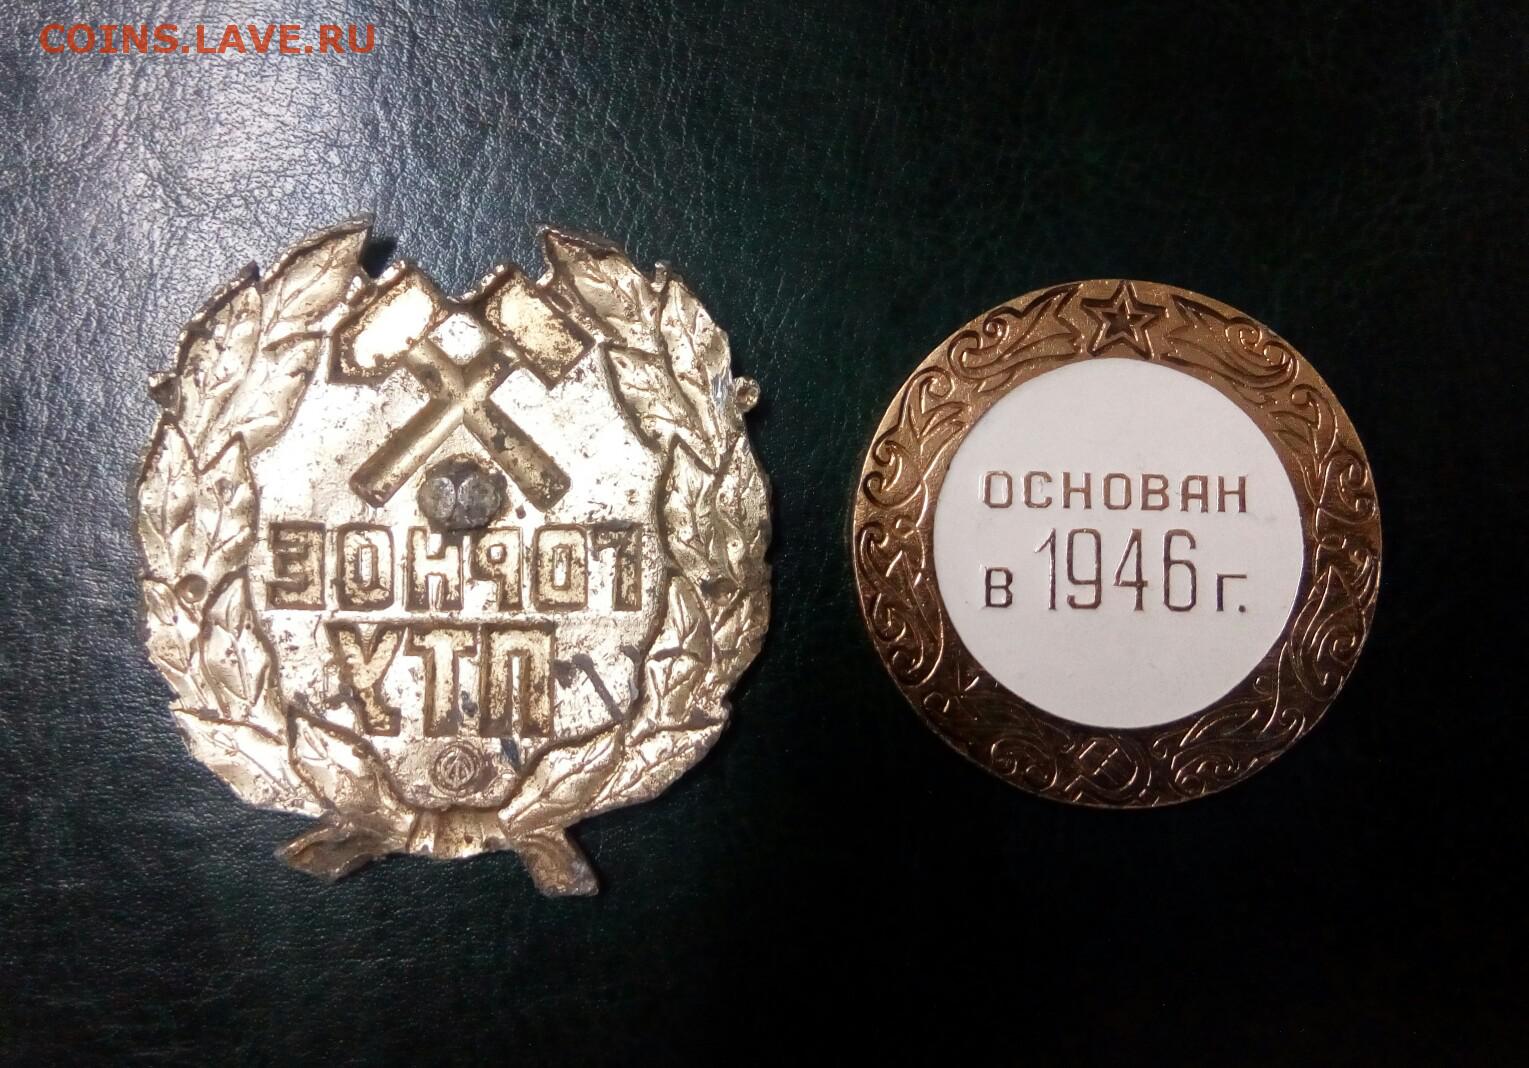 COINS.LAVE.RU
ГОРНОЕ
ПТУ
ОСНОВАН
в 1946 г.